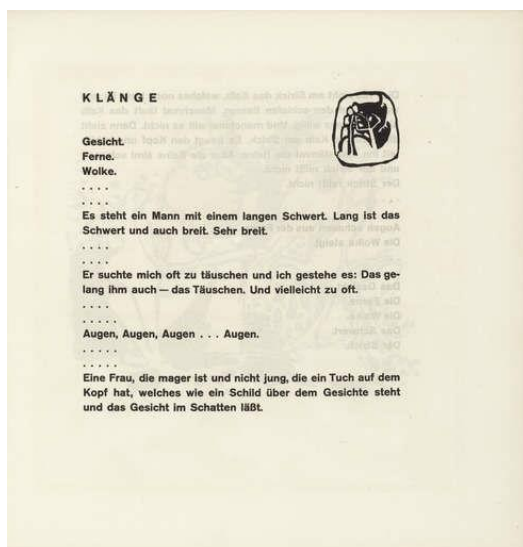 KLÄNGE
Gesicht.
Ferne.
Wolke.
. . . .
. . . .
Es steht ein Mann mit einem langen Schwert. Lang ist das
Schwert und auch breit. Sehr breit.
. . . .
. . . .
Er suchte mich oft zu täuschen und ich gestehe es: Das ge-
lang ihm auch — das Täuschen. Und vielleicht zu oft.
. . . .
. . . . .
Augen, Augen, Augen . . . Augen.
. . . . .
. . . . .
Eine Frau, die mager ist und nicht jung, die ein Tuch auf dem
Kopf hat, welches wie ein Schild über dem Gesichte steht
und das Gesicht im Schatten läßt.